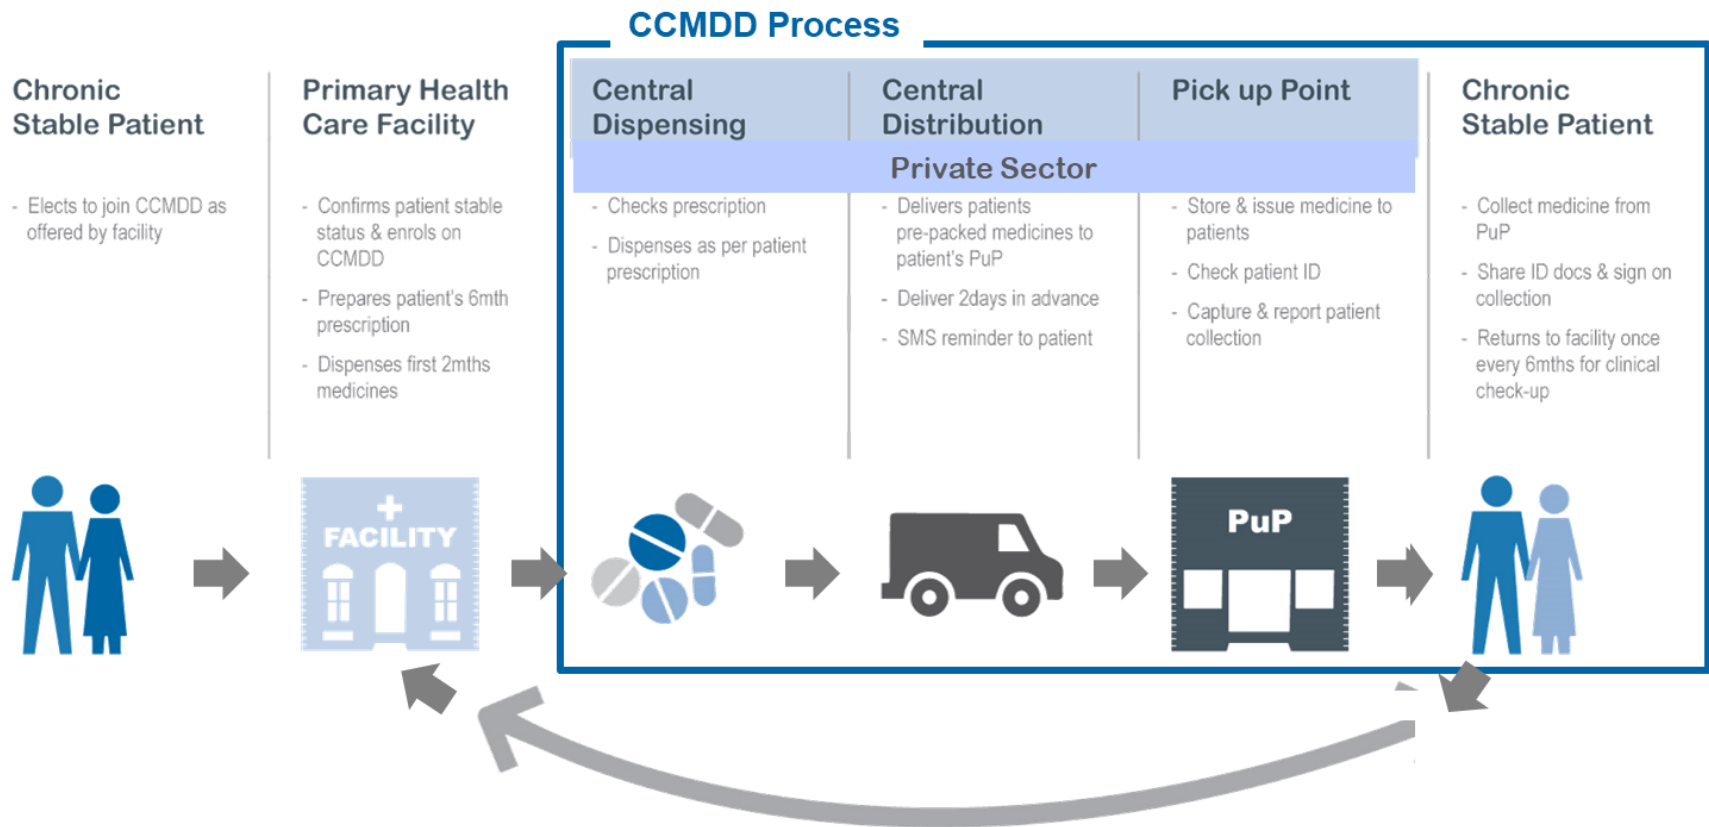 CCMDD Process
Chronic
Stable Patient
- Elects to join CCMDD as
offered by facility
Primary Health
Care Facility
- Confirms patient stable
status & enrols on
CCMDD
- Prepares patient's 6mth
prescription
- Dispenses first 2mths
medicines
Central
Dispensing
Central
Distribution
Pick up Point
Private Sector
- Checks prescription
- Dispenses as per patient
prescription
- Delivers patients
pre-packed medicines to
patient's PuP
- Deliver 2days in advance
- SMS reminder to patient
- Store & issue medicine to
patients
- Check patient ID
- Capture & report patient
collection
Chronic
Stable Patient
- Collect medicine from
PuP
- Share ID docs & sign on
collection
- Returns to facility once
every 6mths for clinical
check-up
FACILITY
PuP